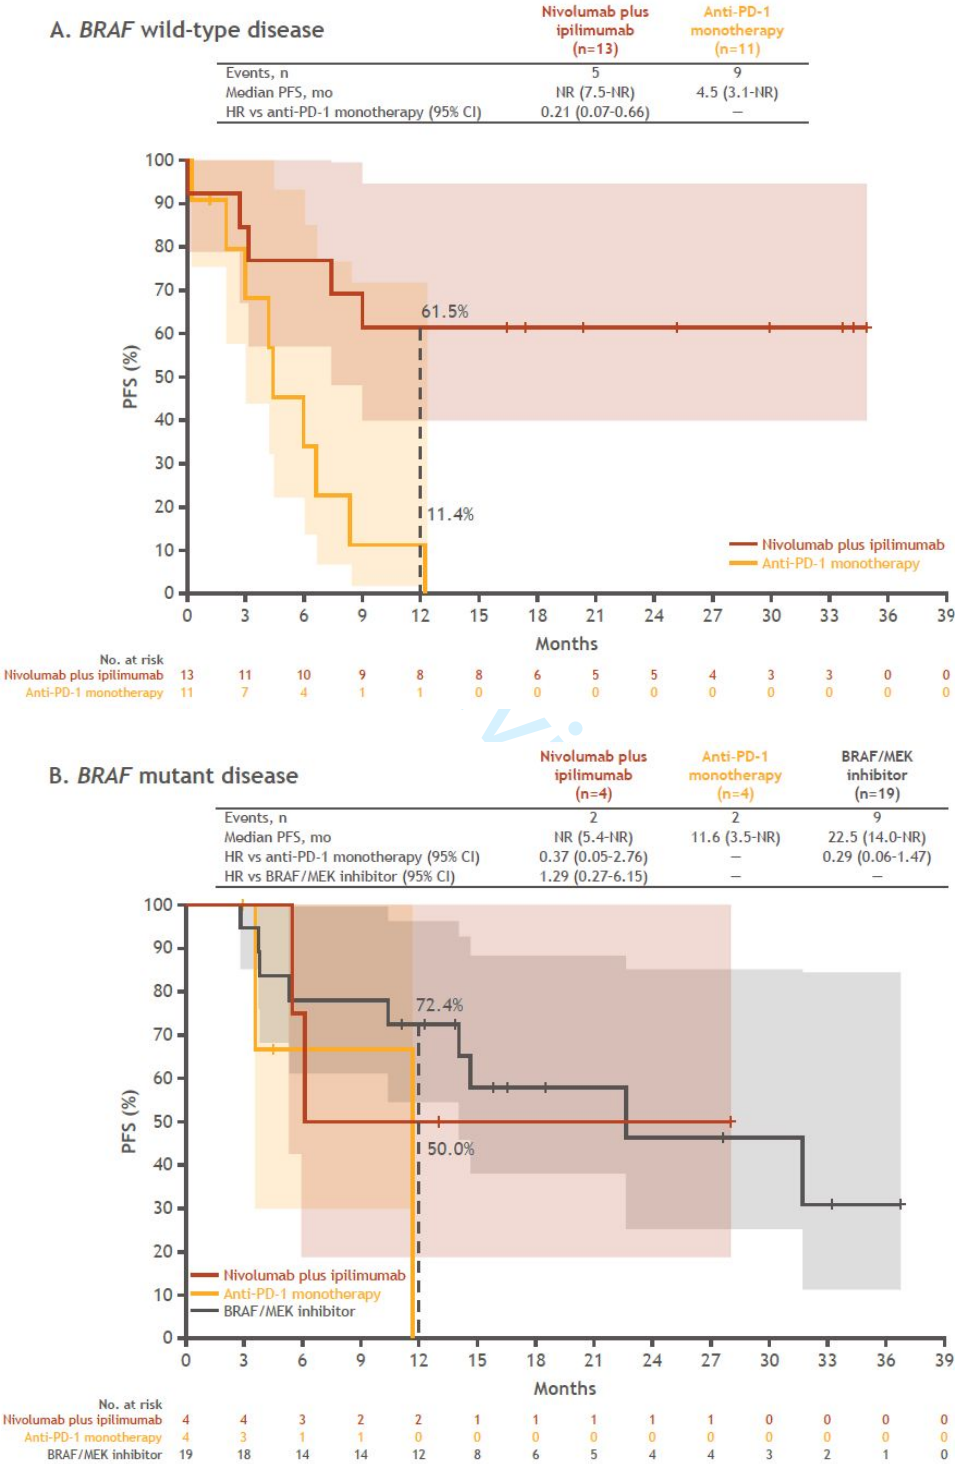 A. BRAF wild-type disease
Nivolumab plus ipilimumab (n=13) Anti-PD-1 monotherapy (n=11)
Events, n 5 9
Median PFS, mo NR (7.5-NR) 4.5 (3.1-NR)
HR vs anti-PD-1 monotherapy (95% CI) 0.21 (0.07-0.66) —
100
90
80
70
60
50
40
30
20
10
0
PFS (%)
61.5%
11.4%
Nivolumab plus ipilimumab
Anti-PD-1 monotherapy
0 3 6 9 12 15 18 21 24 27 30 33 36 39
Months
No. at risk
Nivolumab plus ipilimumab 13 11 10 9 8 8 6 5 5 4 3 3 0 0
Anti-PD-1 monotherapy 11 7 4 1 1 0 0 0 0 0 0 0 0 0
B. BRAF mutant disease
Nivolumab plus ipilimumab (n=4) Anti-PD-1 monotherapy (n=4) BRAF/MEK inhibitor (n=19)
Events, n 2 2 9
Median PFS, mo NR (5.4-NR) 11.6 (3.5-NR) 22.5 (14.0-NR)
HR vs anti-PD-1 monotherapy (95% CI) 0.37 (0.05-2.76) — 0.29 (0.06-1.47)
HR vs BRAF/MEK inhibitor (95% CI) 1.29 (0.27-6.15) — —
100
90
80
70
60
50
40
30
20
10
0
PFS (%)
72.4%
50.0%
Nivolumab plus ipilimumab
Anti-PD-1 monotherapy
BRAF/MEK inhibitor
0 3 6 9 12 15 18 21 24 27 30 33 36 39
Months
No. at risk
Nivolumab plus ipilimumab 4 4 3 2 2 1 1 1 1 1 0 0 0 0
Anti-PD-1 monotherapy 4 3 1 1 0 0 0 0 0 0 0 0 0 0
BRAF/MEK inhibitor 19 18 14 14 12 8 6 5 4 4 3 2 1 0